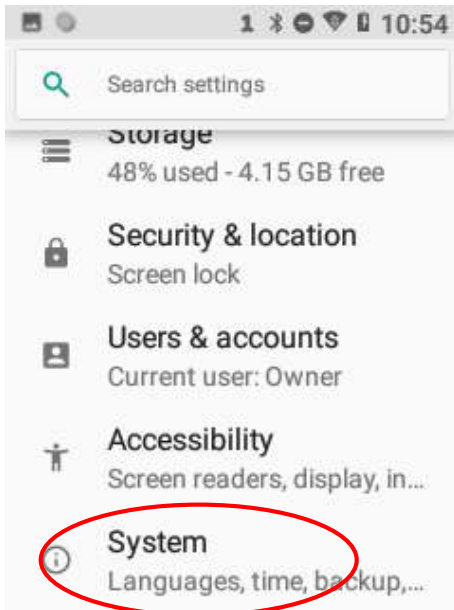 1 10:54
Search settings
Storage
48% used - 4.15 GB free
Security & location
Screen lock
Users & accounts
Current user: Owner
Accessibility
Screen readers, display, in...
System
Languages, time, backup,...